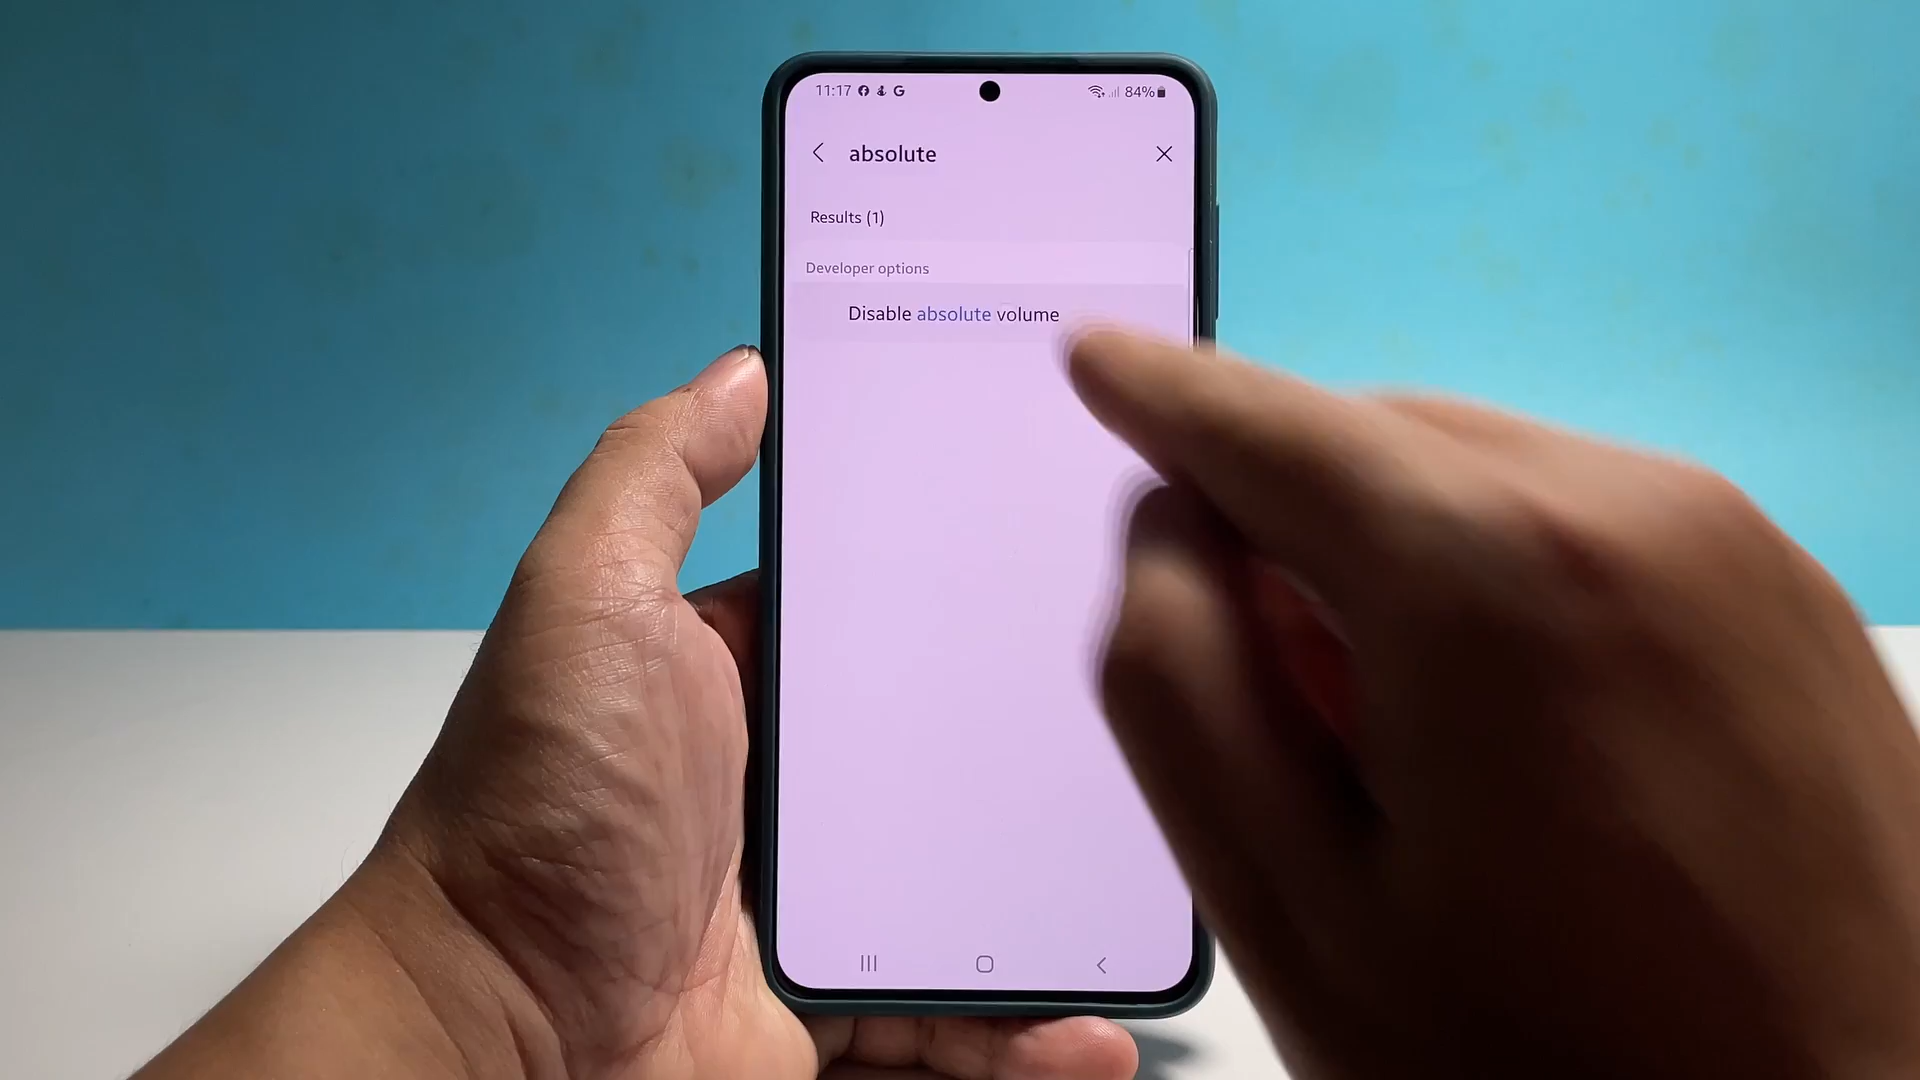 11:17 84%
absolute
Results (1)
Developer options
Disable absolute volume